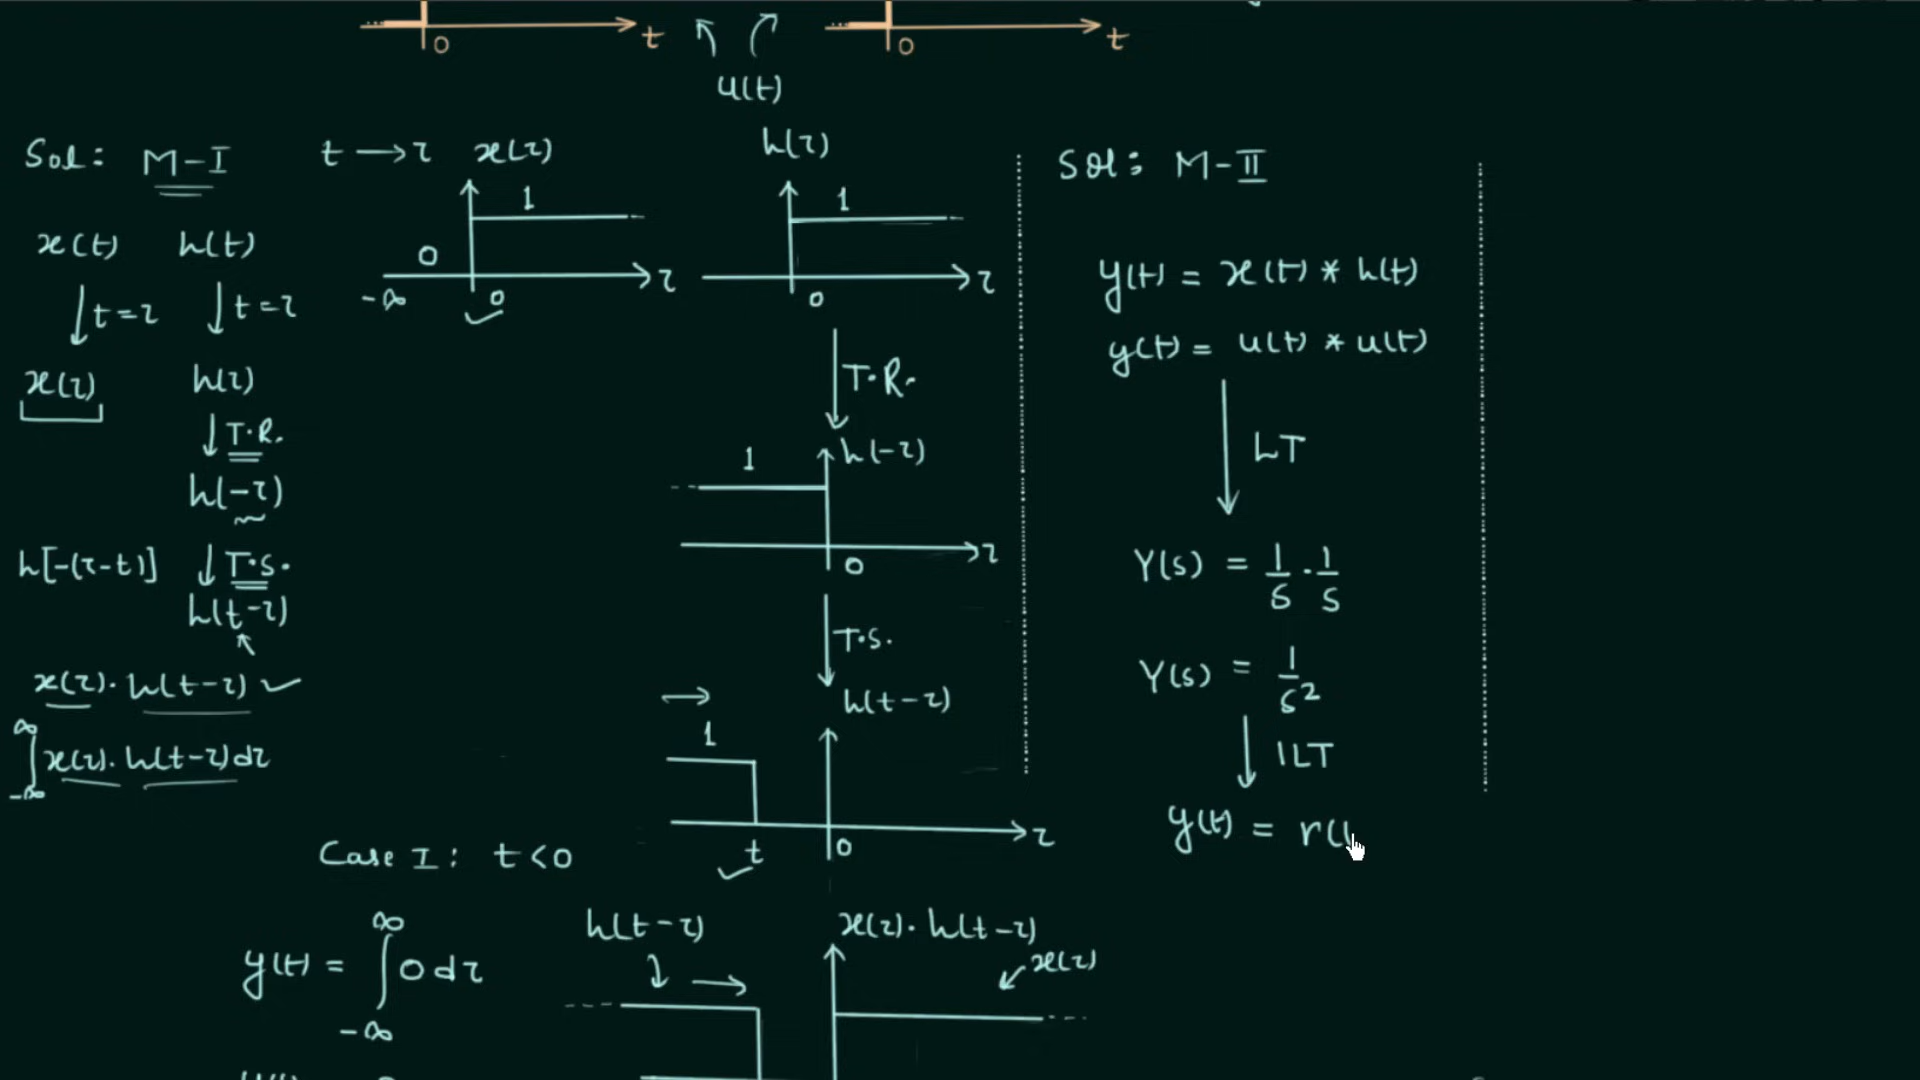 0 t 0 t
u(t)
Sol: M-I t → τ x(τ) h(τ)
1 1
x(t) h(t)
0 τ τ
-∞ 0 0
↓ t=τ ↓ t=τ
x(τ) h(τ)
↓ T.R.
h(-τ)
h[-(τ-t)] ↓ T.S.
h(t-τ)
x(τ). h(t-τ) ✓
∞
∫ x(τ). h(t-τ)dτ
-∞
↓ T.R.
1 h(-τ)
τ
0
↓ T.S.
→ h(t-τ)
1
τ
t 0
Case I: t<0
∞
y(t) = ∫ 0 dτ
-∞
h(t-τ) x(τ). h(t-τ)
x(τ)
Sol: M-II
y(t) = x(t) * h(t)
y(t) = u(t) * u(t)
↓ LT
Y(s) = 1/s . 1/s
Y(s) = 1/s²
↓ ILT
y(t) = r(